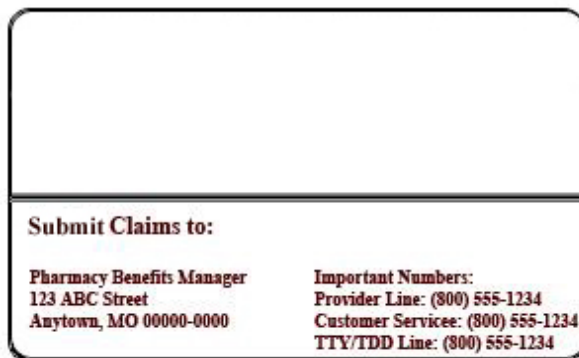 Submit Claims to:
Pharmacy Benefits Manager
123 ABC Street
Anytown, MO 00000-0000
Important Numbers:
Provider Line: (800) 555-1234
Customer Servicee: (800) 555-1234
TTY/TDD Line: (800) 555-1234